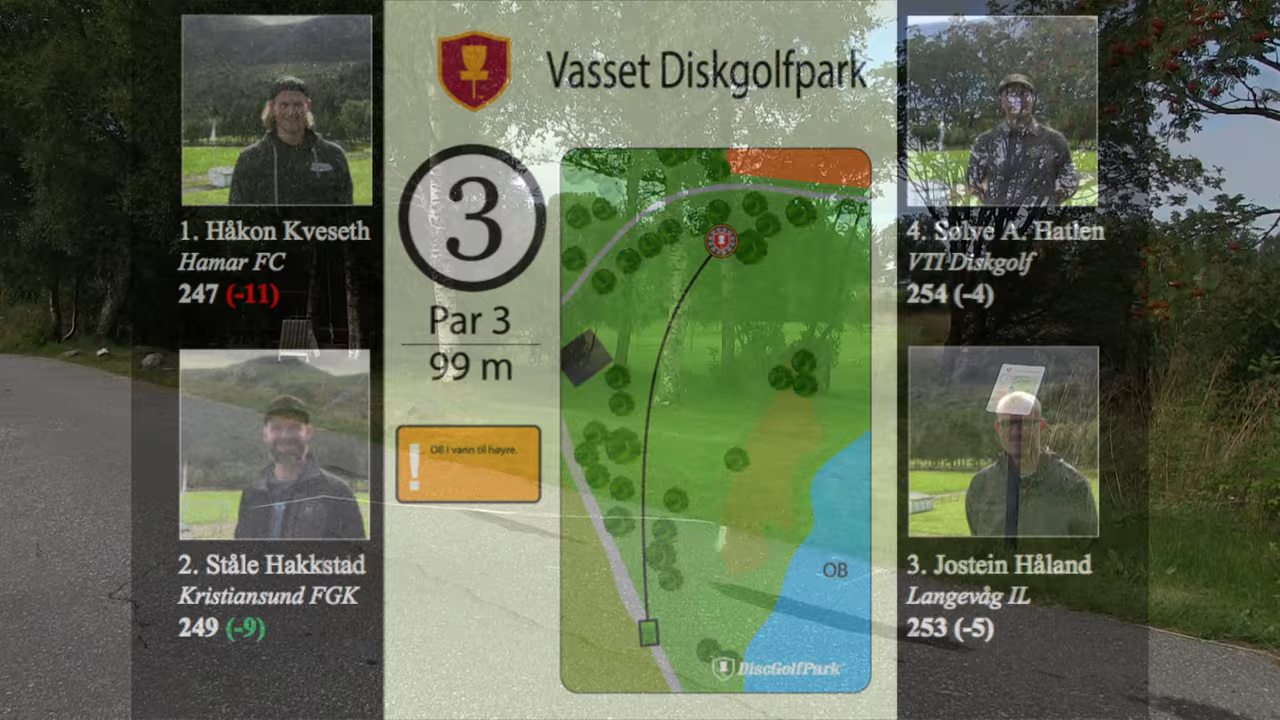 1. Håkon Kveseth
Hamar FC
247 (-11)
2. Ståle Hakkstad
Kristiansund FGK
249 (-9)
Vasset Diskgolfpark
3
Par 3
99 m
! OB i vann til høyre.
OB
DiscGolfPark
4. Sølve A. Hatlen
VTI Diskgolf
254 (-4)
3. Jostein Håland
Langevåg IL
253 (-5)